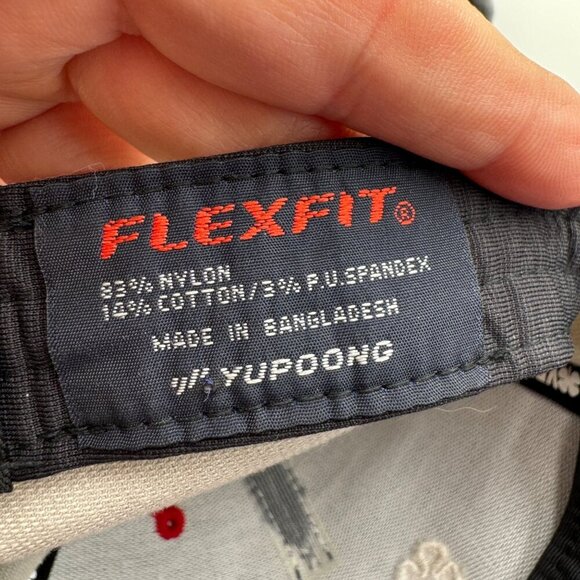 FLEXFIT®
83% NYLON
14% COTTON/3% P.U.SPANDEX
MADE IN BANGLADESH
YUPOONG